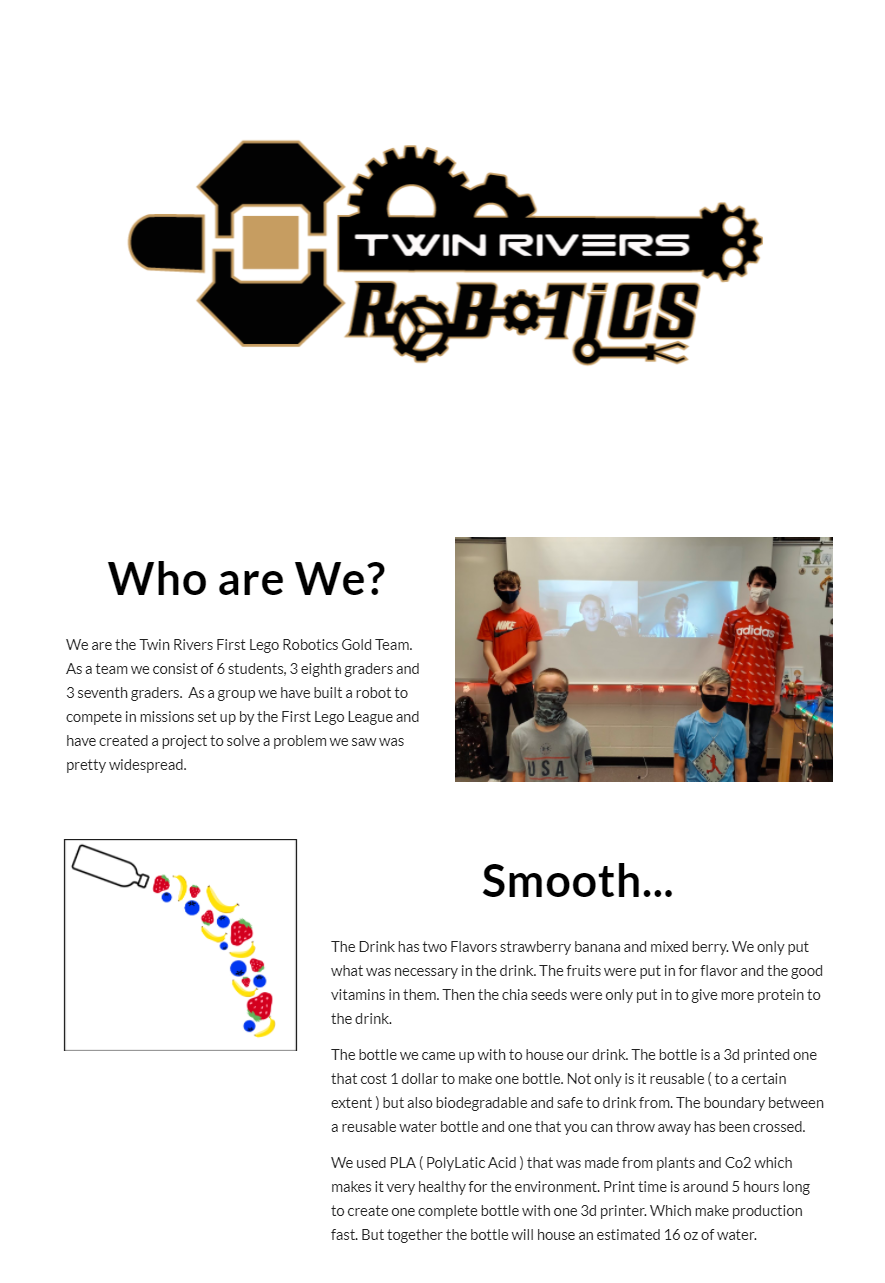 TWIN RIVERS
ROBOTiCS
Who are We?
We are the Twin Rivers First Lego Robotics Gold Team.
As a team we consist of 6 students, 3 eighth graders and
3 seventh graders.  As a group we have built a robot to
compete in missions set up by the First Lego League and
have created a project to solve a problem we saw was
pretty widespread.
NIKE
adidas
USA
Smooth...
The Drink has two Flavors strawberry banana and mixed berry. We only put
what was necessary in the drink. The fruits were put in for flavor and the good
vitamins in them. Then the chia seeds were only put in to give more protein to
the drink.
The bottle we came up with to house our drink. The bottle is a 3d printed one
that cost 1 dollar to make one bottle. Not only is it reusable ( to a certain
extent ) but also biodegradable and safe to drink from. The boundary between
a reusable water bottle and one that you can throw away has been crossed.
We used PLA ( PolyLatic Acid ) that was made from plants and Co2 which
makes it very healthy for the environment. Print time is around 5 hours long
to create one complete bottle with one 3d printer. Which make production
fast. But together the bottle will house an estimated 16 oz of water.